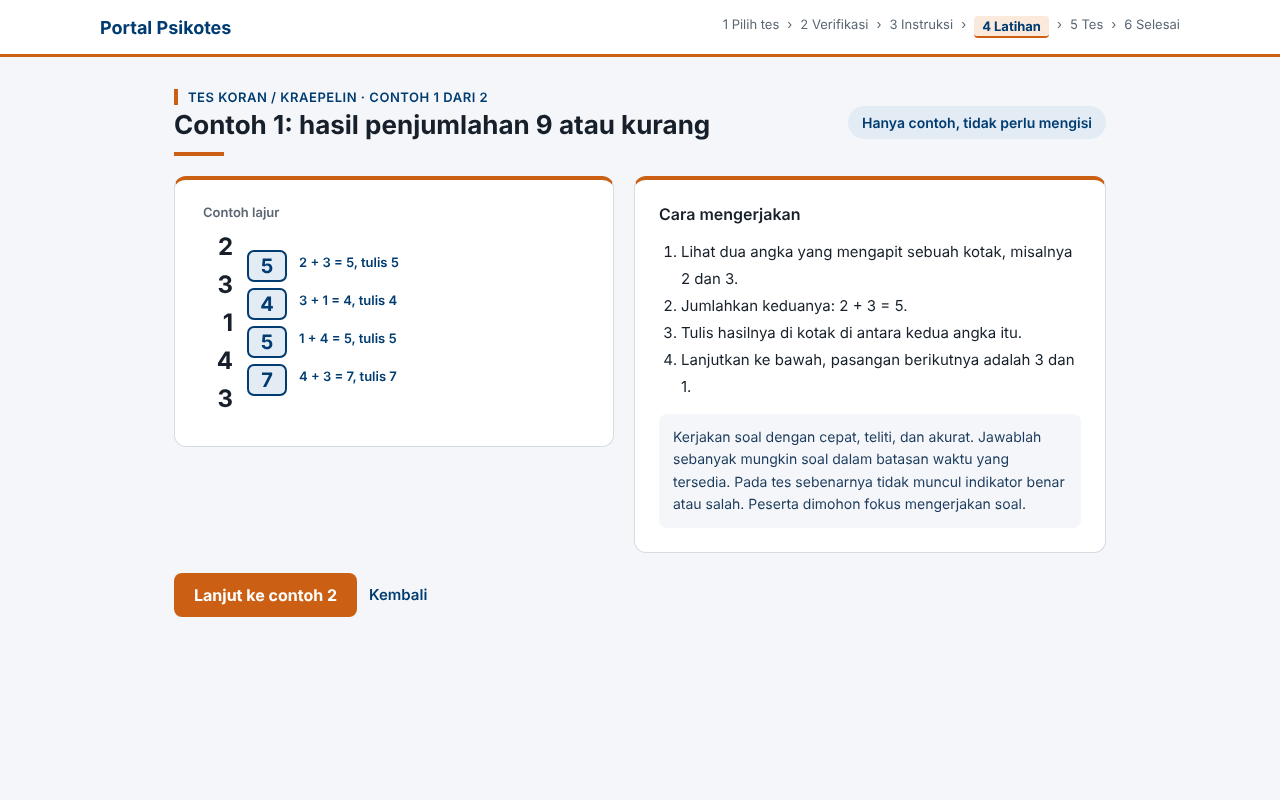 Portal Psikotes
1 Pilih tes › 2 Verifikasi › 3 Instruksi › 4 Latihan › 5 Tes › 6 Selesai
TES KORAN / KRAEPELIN · CONTOH 1 DARI 2
Contoh 1: hasil penjumlahan 9 atau kurang
Hanya contoh, tidak perlu mengisi
Contoh lajur
2
5 2 + 3 = 5, tulis 5
3
4 3 + 1 = 4, tulis 4
1
5 1 + 4 = 5, tulis 5
4
7 4 + 3 = 7, tulis 7
3
Cara mengerjakan
1. Lihat dua angka yang mengapit sebuah kotak, misalnya
2 dan 3.
2. Jumlahkan keduanya: 2 + 3 = 5.
3. Tulis hasilnya di kotak di antara kedua angka itu.
4. Lanjutkan ke bawah, pasangan berikutnya adalah 3 dan
1.
Kerjakan soal dengan cepat, teliti, dan akurat. Jawablah
sebanyak mungkin soal dalam batasan waktu yang
tersedia. Pada tes sebenarnya tidak muncul indikator benar
atau salah. Peserta dimohon fokus mengerjakan soal.
Lanjut ke contoh 2
Kembali